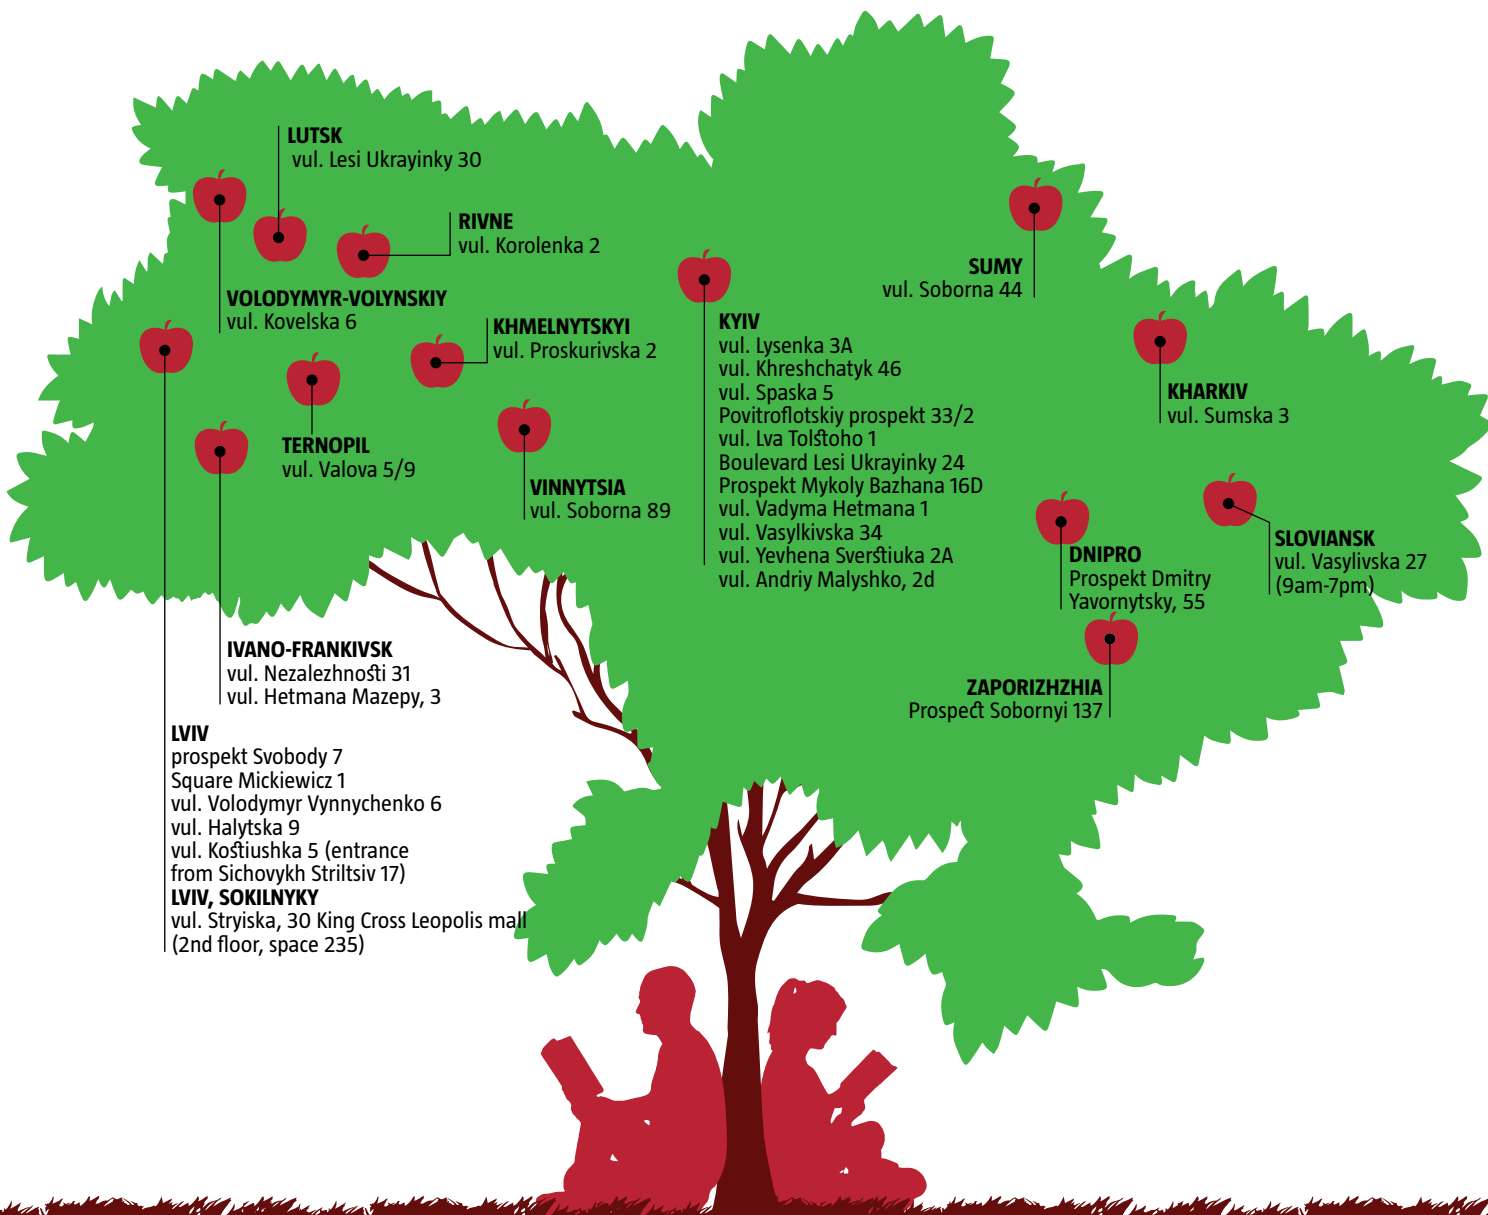 LUTSK
vul. Lesi Ukrayinky 30
RIVNE
vul. Korolenka 2
VOLODYMYR-VOLYNSKIY
vul. Kovelska 6
KHMELNYTSKYI
vul. Proskurivska 2
TERNOPIL
vul. Valova 5/9
VINNYTSIA
vul. Soborna 89
KYIV
vul. Lysenka 3A
vul. Khreshchatyk 46
vul. Spaska 5
Povitroflotskiy prospekt 33/2
vul. Lva Tolstoho 1
Boulevard Lesi Ukrayinky 24
Prospekt Mykoly Bazhana 16D
vul. Vadyma Hetmana 1
vul. Vasylkivska 34
vul. Yevhena Sverstiuka 2A
vul. Andriy Malyshko, 2d
SUMY
vul. Soborna 44
KHARKIV
vul. Sumska 3
SLOVIANSK
vul. Vasylivska 27
(9am-7pm)
DNIPRO
Prospekt Dmitry
Yavornytsky, 55
ZAPORIZHZHIA
Prospect Sobornyi 137
IVANO-FRANKIVSK
vul. Nezalezhnosti 31
vul. Hetmana Mazepy, 3
LVIV
prospekt Svobody 7
Square Mickiewicz 1
vul. Volodymyr Vynnychenko 6
vul. Halytska 9
vul. Kostiushka 5 (entrance
from Sichovykh Striltsiv 17)
LVIV, SOKILNYKY
vul. Stryiska, 30 King Cross Leopolis mall
(2nd floor, space 235)